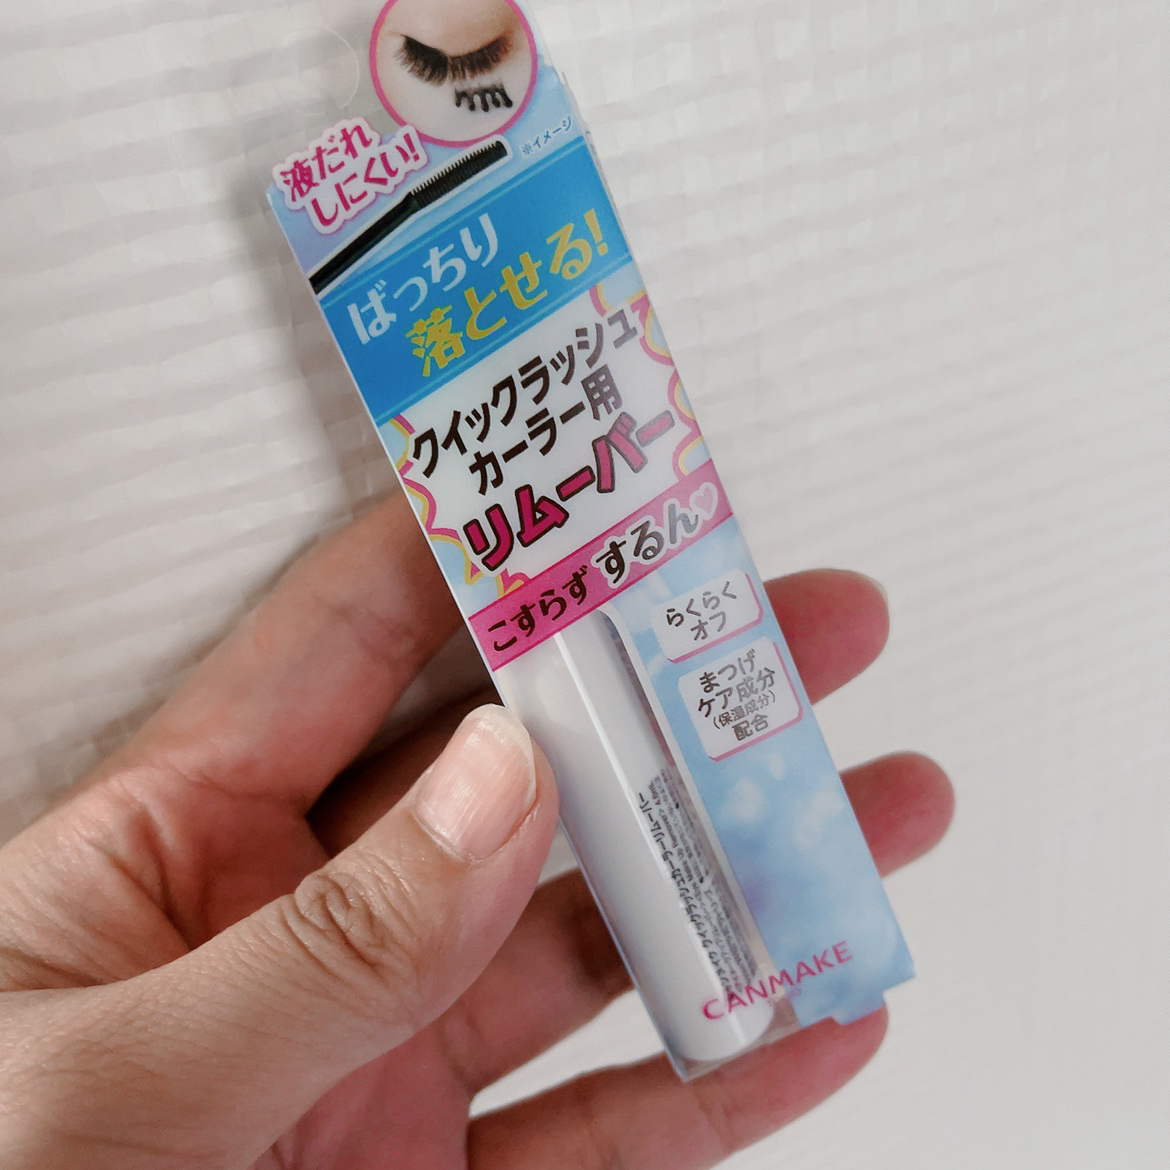 液だれ
しにくい!
※イメージ
ばっちり
落とせる!
クイックラッシュ
カーラー用
リムーバー
こすらず するん♡
らくらく
オフ
まつげ
ケア成分
(保湿成分)
配合
CANMAKE